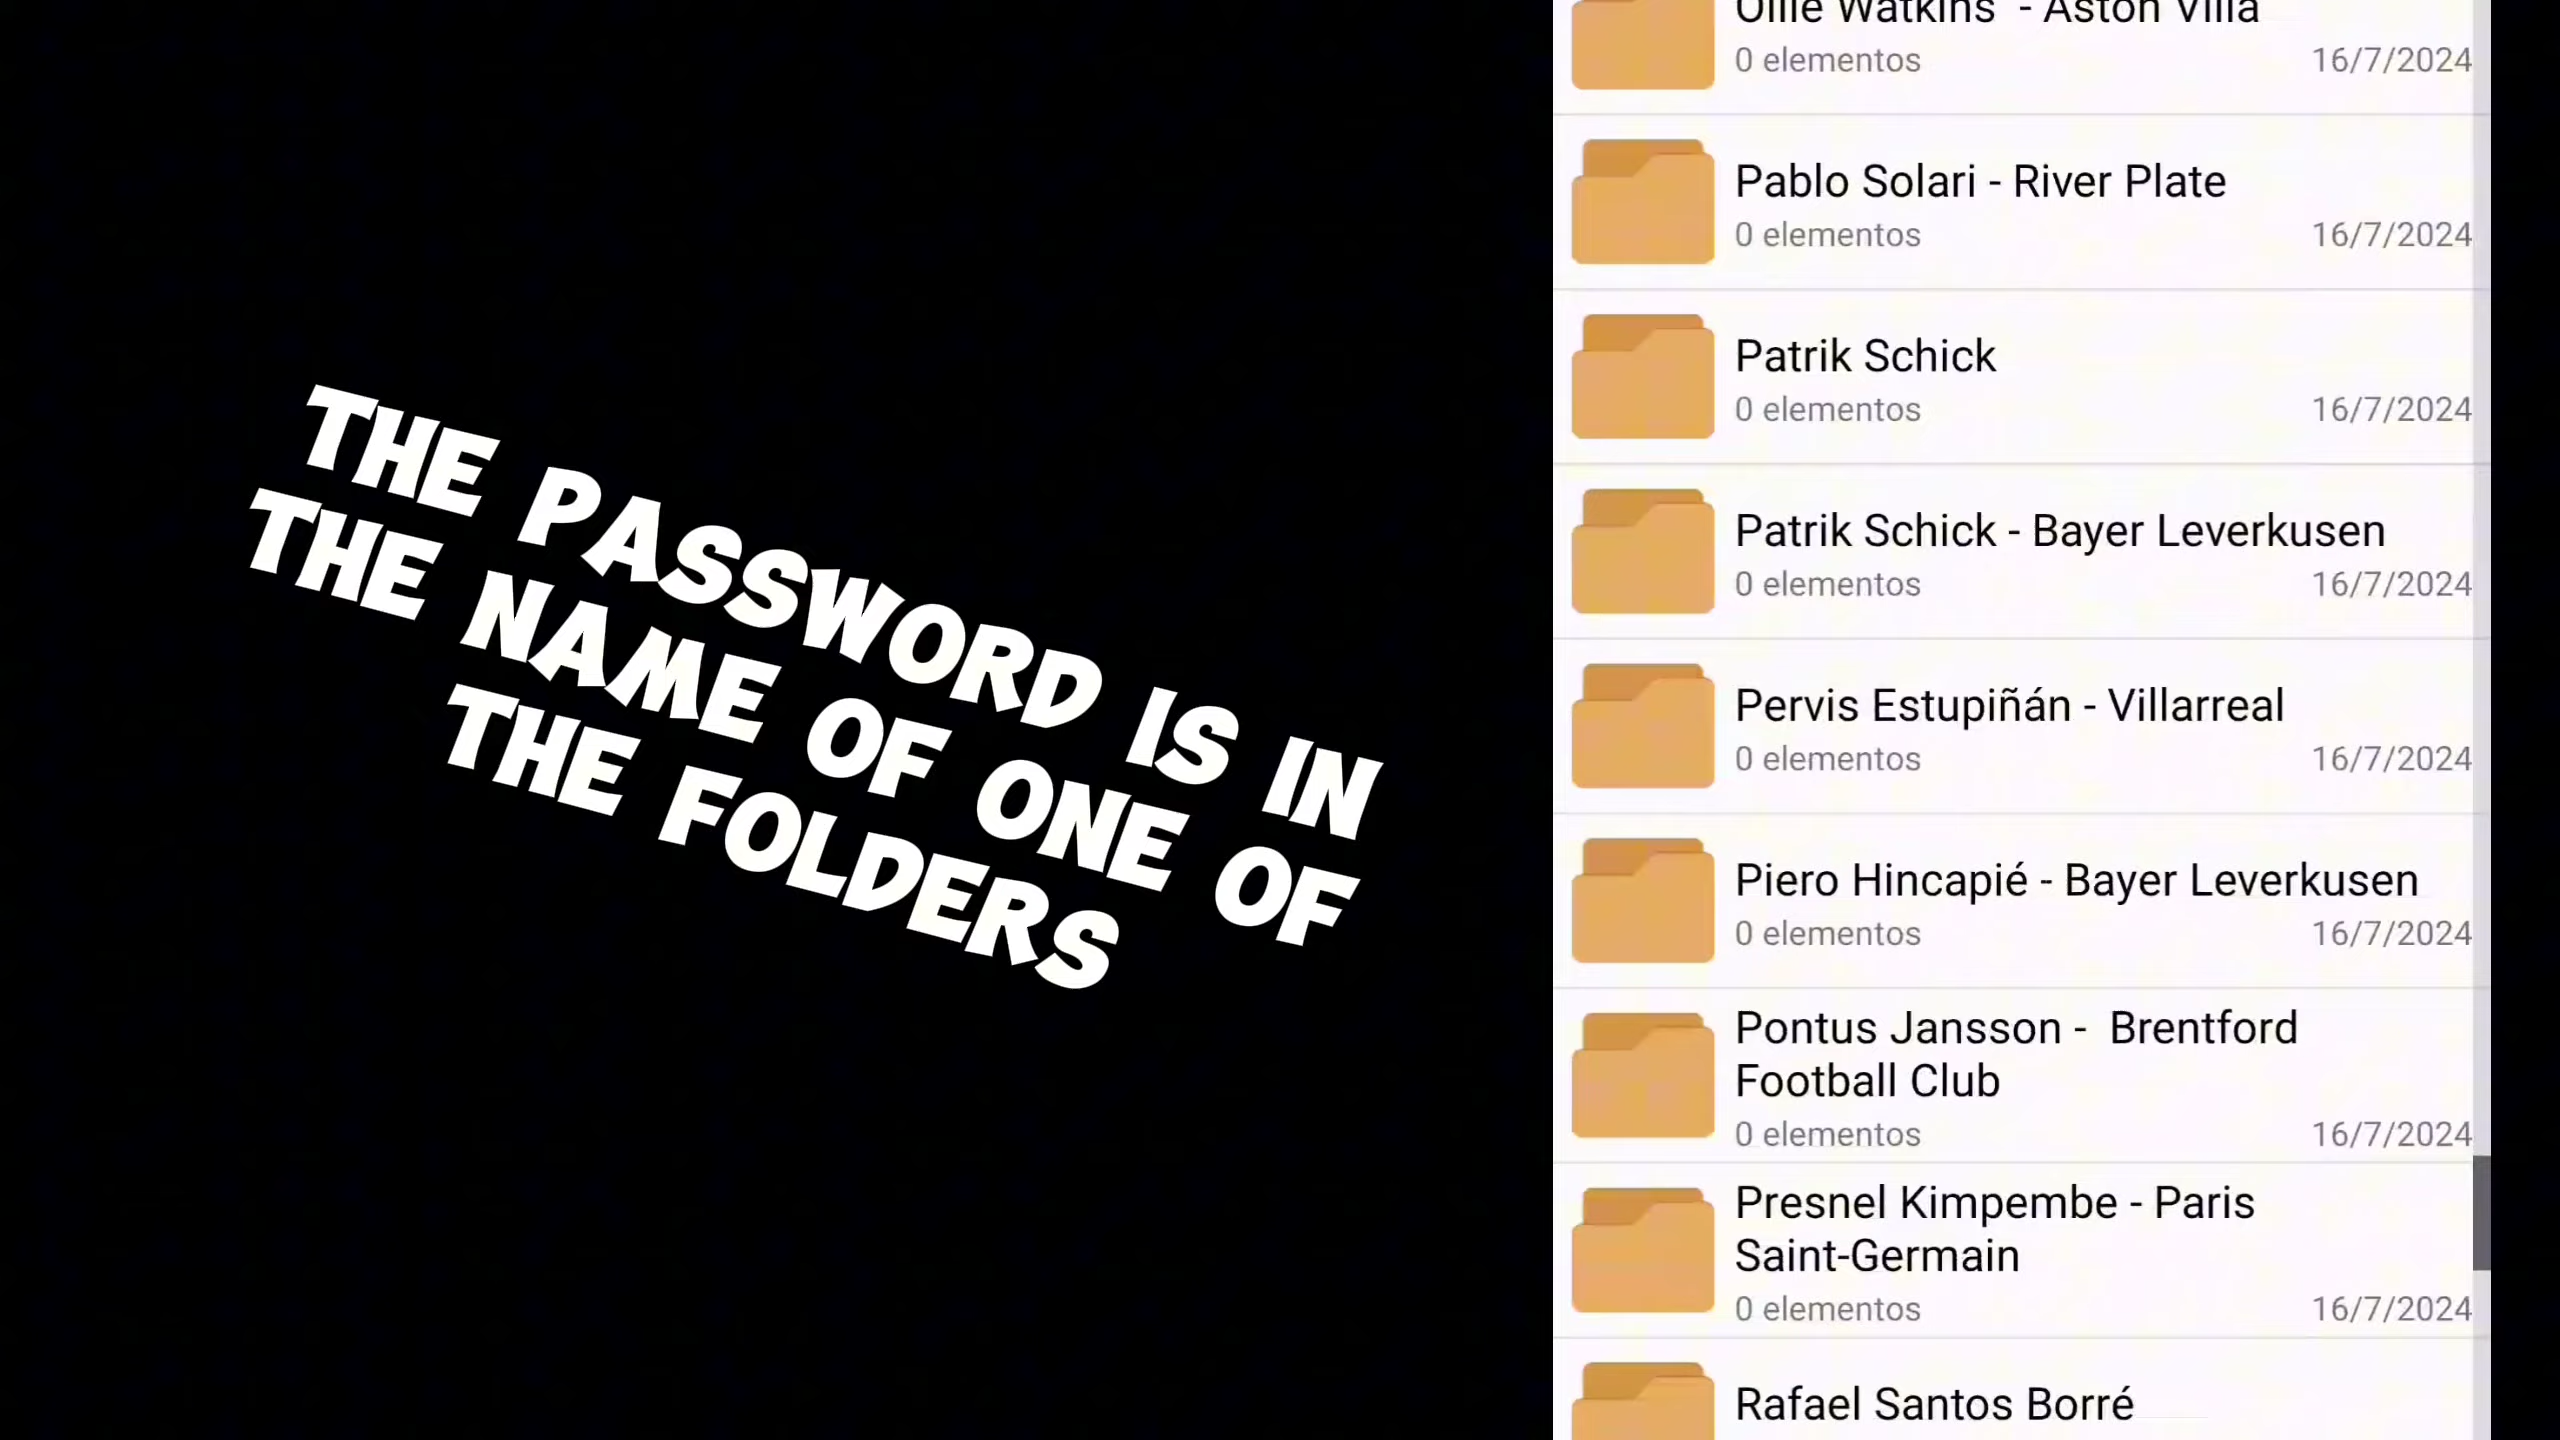 THE PASSWORD IS IN
THE NAME OF ONE OF
THE FOLDERS
Ollie Watkins - Aston Villa
0 elementos 16/7/2024
Pablo Solari - River Plate
0 elementos 16/7/2024
Patrik Schick
0 elementos 16/7/2024
Patrik Schick - Bayer Leverkusen
0 elementos 16/7/2024
Pervis Estupiñán - Villarreal
0 elementos 16/7/2024
Piero Hincapié - Bayer Leverkusen
0 elementos 16/7/2024
Pontus Jansson - Brentford
Football Club
0 elementos 16/7/2024
Presnel Kimpembe - Paris
Saint-Germain
0 elementos 16/7/2024
Rafael Santos Borré